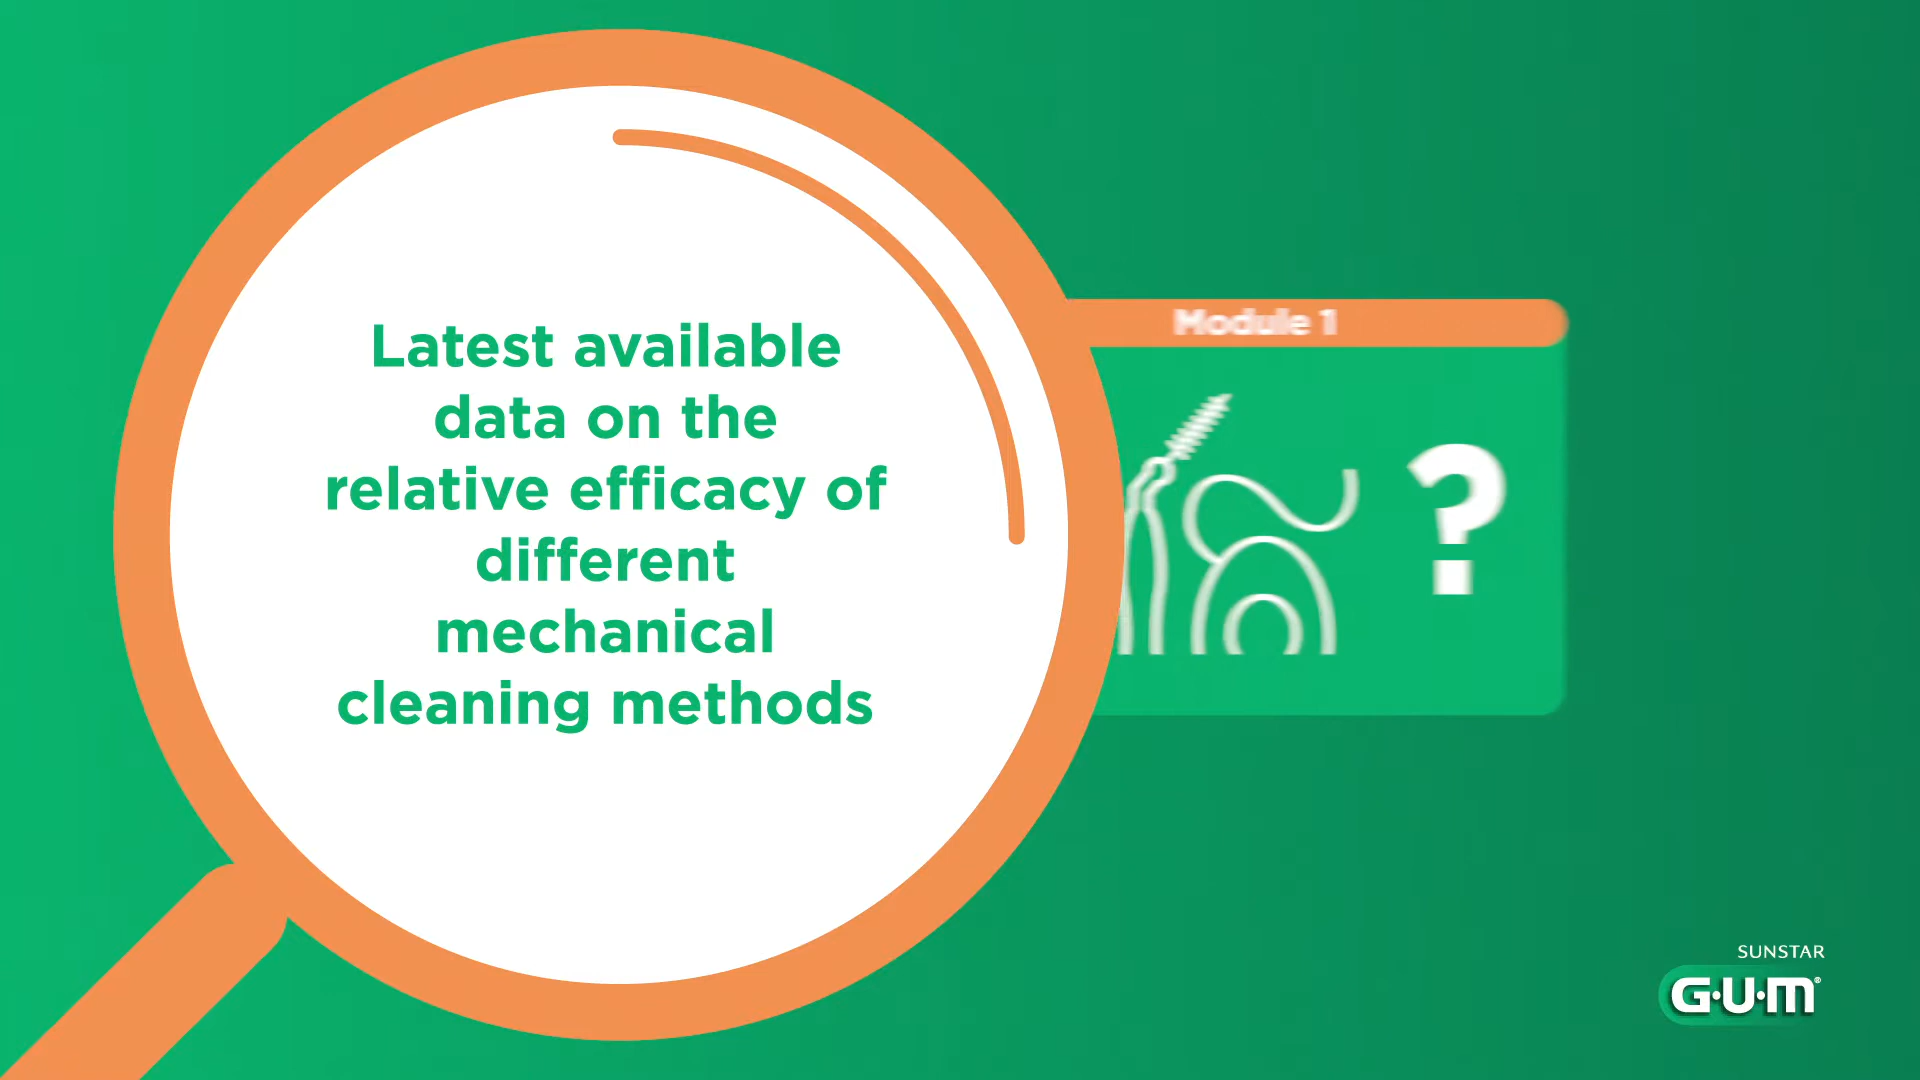 Latest available
data on the
relative efficacy of
different
mechanical
cleaning methods
Module 1
?
SUNSTAR
G·U·M®